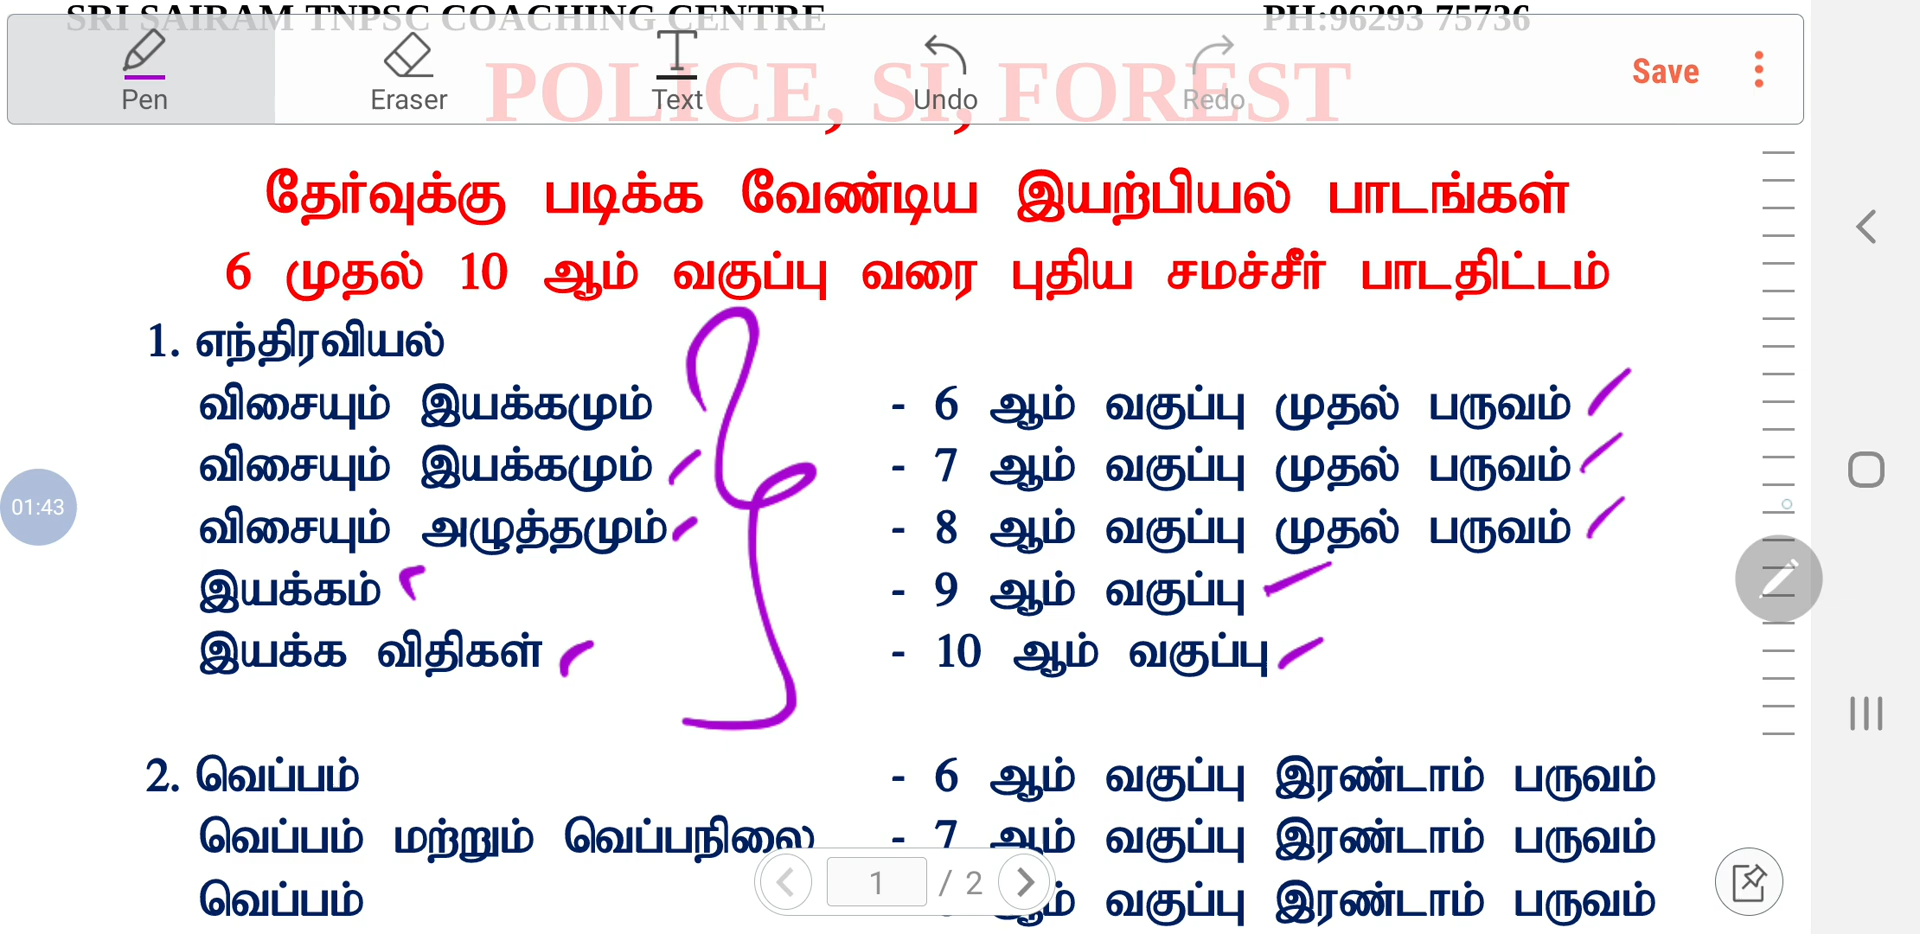 SRI SAIRAM TNPSC COACHING CENTRE PH:96293 75736
Pen Eraser Text Undo Redo Save
POLICE, SI, FOREST
தேர்வுக்கு படிக்க வேண்டிய இயற்பியல் பாடங்கள்
6 முதல் 10 ஆம் வகுப்பு வரை புதிய சமச்சீர் பாடதிட்டம்
1. எந்திரவியல்
விசையும் இயக்கமும் - 6 ஆம் வகுப்பு முதல் பருவம்
விசையும் இயக்கமும் - 7 ஆம் வகுப்பு முதல் பருவம்
01:43
விசையும் அழுத்தமும் - 8 ஆம் வகுப்பு முதல் பருவம்
இயக்கம் - 9 ஆம் வகுப்பு
இயக்க விதிகள் - 10 ஆம் வகுப்பு
2. வெப்பம் - 6 ஆம் வகுப்பு இரண்டாம் பருவம்
வெப்பம் மற்றும் வெப்பநிலை - 7 ஆம் வகுப்பு இரண்டாம் பருவம்
வெப்பம் ஆம் வகுப்பு இரண்டாம் பருவம்
1 / 2